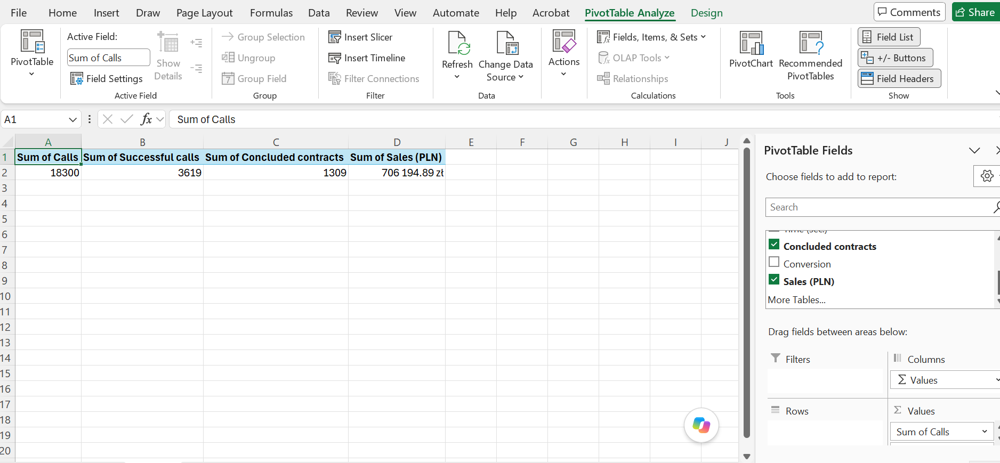 File Home Insert Draw Page Layout Formulas Data Review View Automate Help Acrobat PivotTable Analyze Design Comments Share
PivotTable
Active Field:
Sum of Calls
Field Settings
Show
Details
Active Field
Group Selection
Ungroup
7 Group Field
Group
Insert Slicer
Insert Timeline
Filter Connections
Filter
Refresh
Change Data
Source
Data
Actions
Fields, Items, & Sets
OLAP Tools
Relationships
Calculations
PivotChart
Recommended
PivotTables
Tools
Field List
+/- Buttons
Field Headers
Show
A1 fx Sum of Calls
A B C D E F G H I J
1 Sum of Calls Sum of Successful calls Sum of Concluded contracts Sum of Sales (PLN)
2 18300 3619 1309 706 194.89 zł
3
4
5
6
7
8
9
10
11
12
13
14
15
16
17
18
19
20
PivotTable Fields
Choose fields to add to report:
Search
Time (sec.)
Concluded contracts
Conversion
Sales (PLN)
More Tables...
Drag fields between areas below:
Filters
Columns
Σ Values
Rows
Σ Values
Sum of Calls